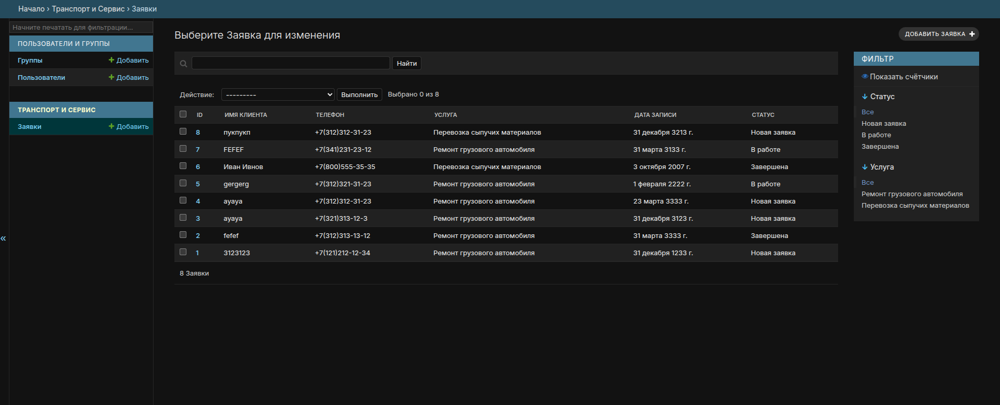 Начало › Транспорт и Сервис › Заявки
Начните печатать для фильтрации...
ПОЛЬЗОВАТЕЛИ И ГРУППЫ
Группы Добавить
Пользователи Добавить
ТРАНСПОРТ И СЕРВИС
Заявки Добавить
«
Выберите Заявка для изменения
ДОБАВИТЬ ЗАЯВКА
Найти
Действие: --------- Выполнить Выбрано 0 из 8
ID ИМЯ КЛИЕНТА ТЕЛЕФОН УСЛУГА ДАТА ЗАПИСИ СТАТУС
8 пукпукп +7(312)312-31-23 Перевозка сыпучих материалов 31 декабря 3213 г. Новая заявка
7 FEFEF +7(341)231-23-12 Ремонт грузового автомобиля 31 марта 3133 г. В работе
6 Иван Ивнов +7(800)555-35-35 Перевозка сыпучих материалов 3 октября 2007 г. Завершена
5 gergerg +7(312)321-31-23 Ремонт грузового автомобиля 1 февраля 2222 г. В работе
4 ayaya +7(312)312-31-23 Ремонт грузового автомобиля 23 марта 3333 г. Новая заявка
3 ayaya +7(321)313-12-3 Ремонт грузового автомобиля 31 декабря 3123 г. Новая заявка
2 fefef +7(312)313-13-12 Ремонт грузового автомобиля 31 марта 3333 г. Завершена
1 3123123 +7(121)212-12-34 Ремонт грузового автомобиля 31 декабря 1233 г. Новая заявка
8 Заявки
ФИЛЬТР
Показать счётчики
Статус
Все
Новая заявка
В работе
Завершена
Услуга
Все
Ремонт грузового автомобиля
Перевозка сыпучих материалов